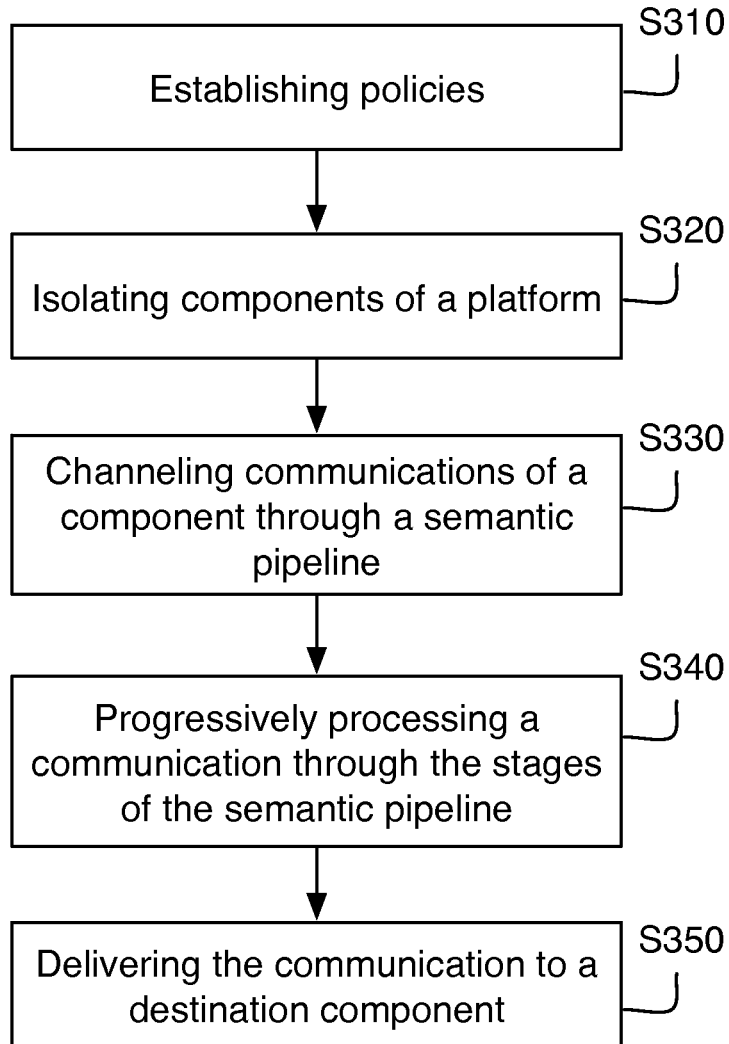 S310
Establishing policies
S320
Isolating components of a platform
S330
Channeling communications of a
component through a semantic
pipeline
S340
Progressively processing a
communication through the stages
of the semantic pipeline
S350
Delivering the communication to a
destination component